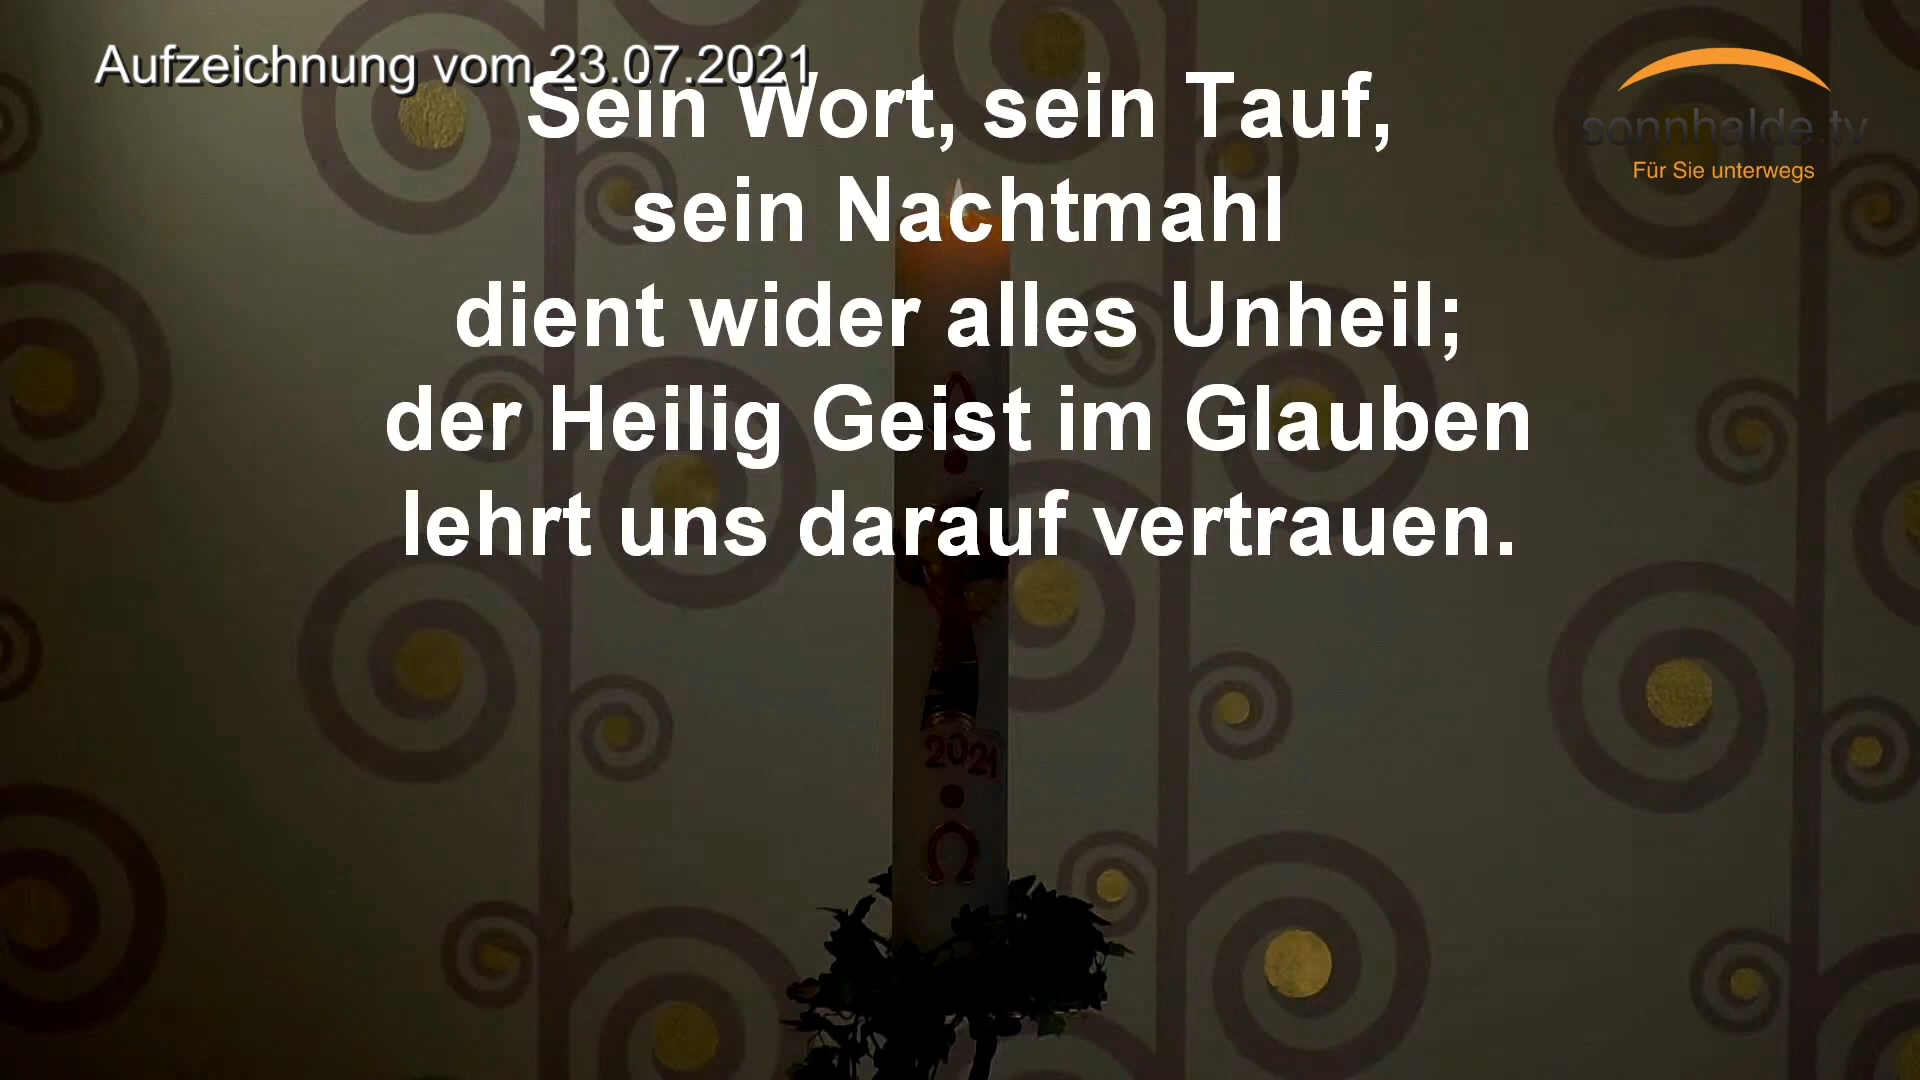 Aufzeichnung vom 23.07.2021
sonnhalde.tv
Für Sie unterwegs
Sein Wort, sein Tauf,
sein Nachtmahl
dient wider alles Unheil;
der Heilig Geist im Glauben
lehrt uns darauf vertrauen.
2021
Ω